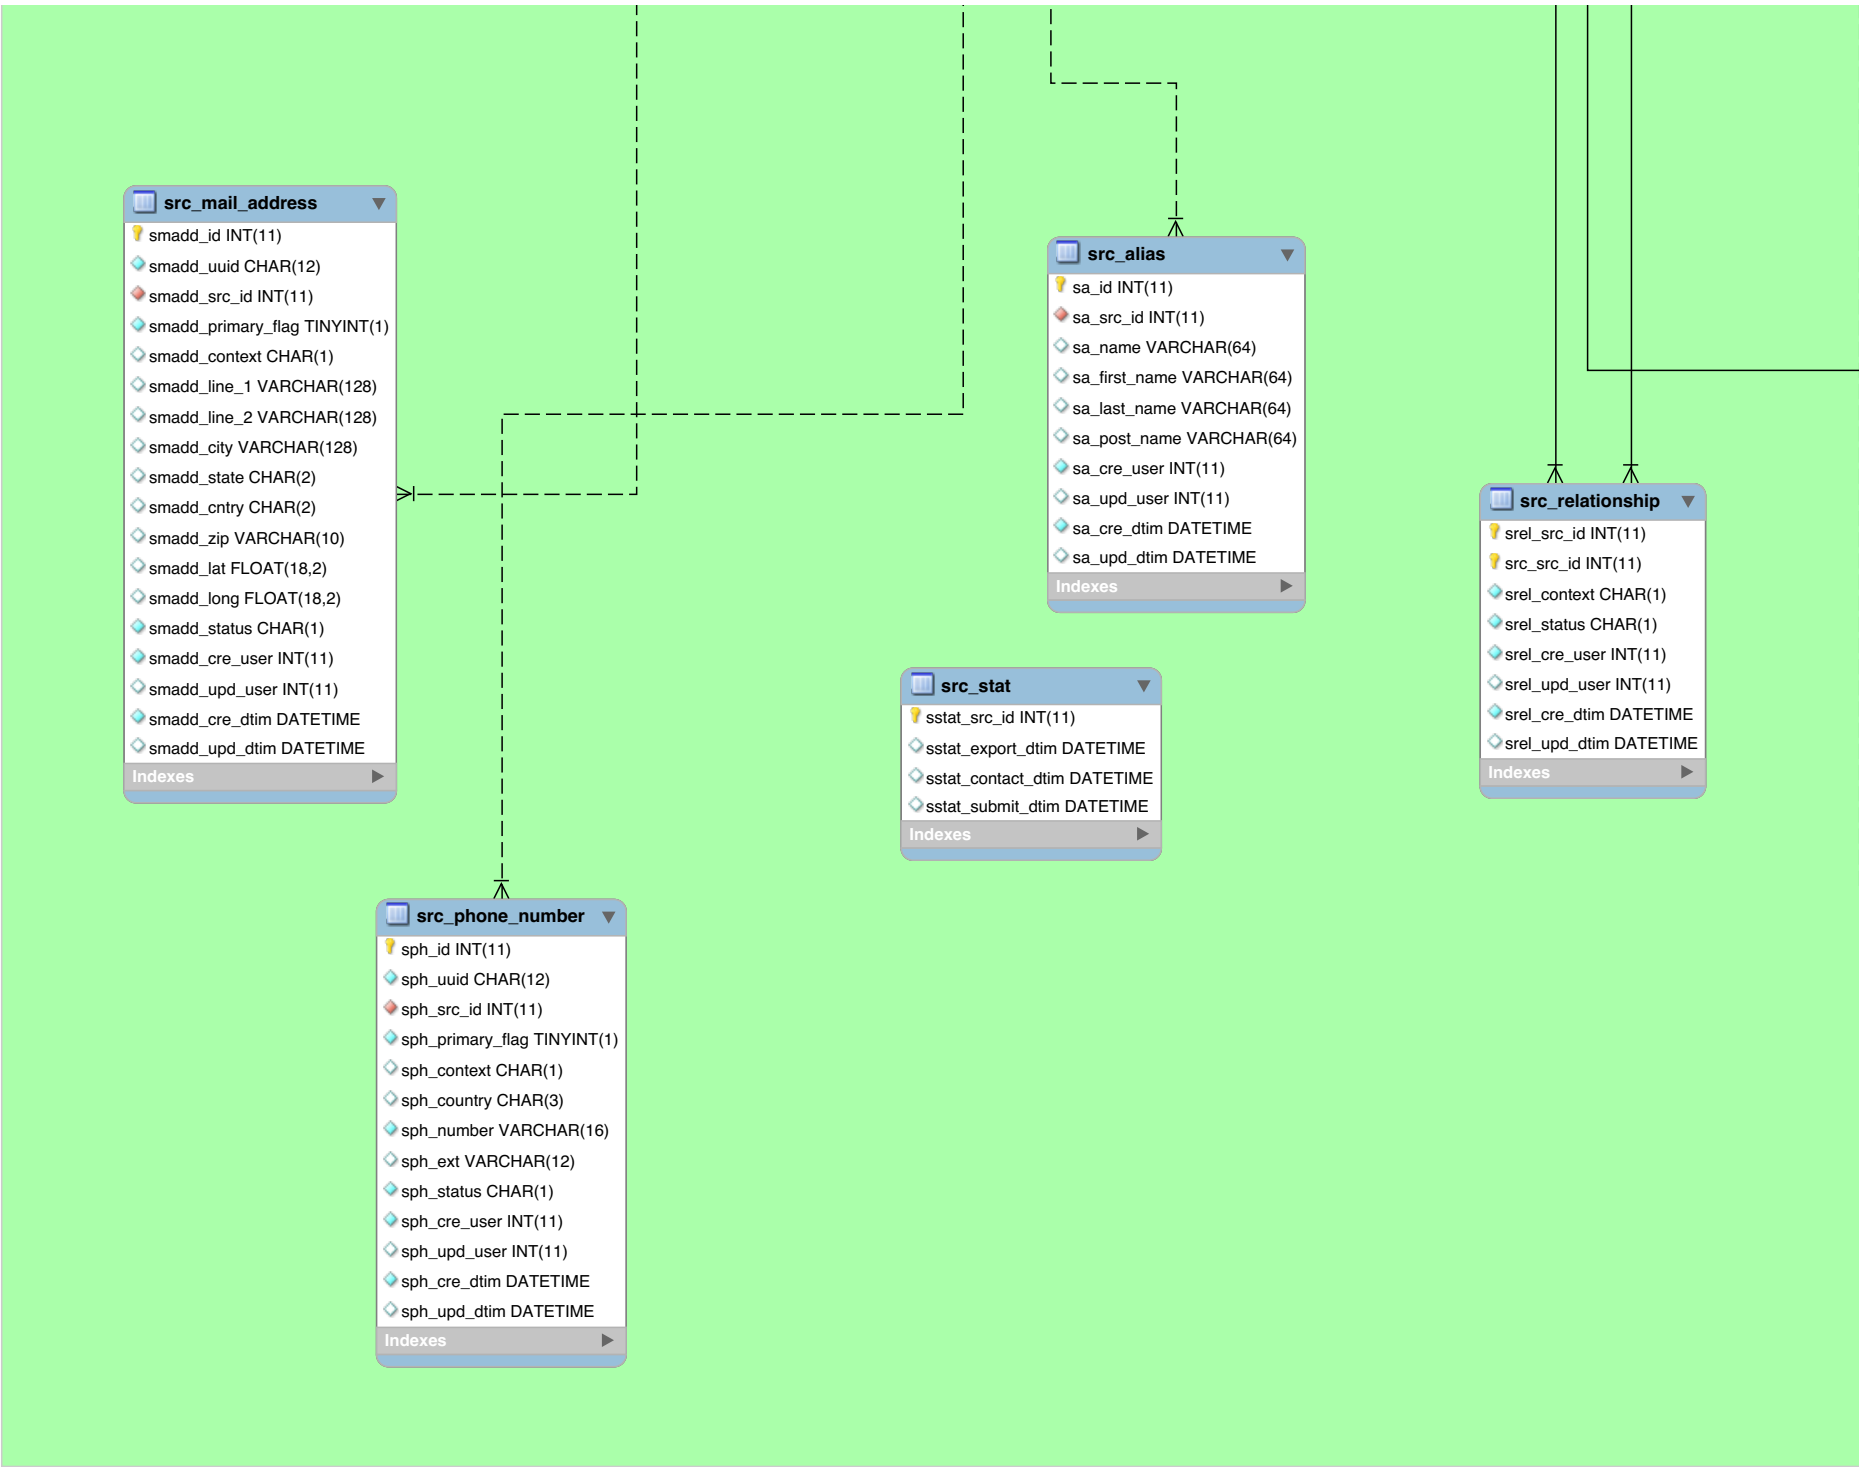 src_mail_address
smadd_id INT(11)
smadd_uuid CHAR(12)
smadd_src_id INT(11)
smadd_primary_flag TINYINT(1)
smadd_context CHAR(1)
smadd_line_1 VARCHAR(128)
smadd_line_2 VARCHAR(128)
smadd_city VARCHAR(128)
smadd_state CHAR(2)
smadd_cntry CHAR(2)
smadd_zip VARCHAR(10)
smadd_lat FLOAT(18,2)
smadd_long FLOAT(18,2)
smadd_status CHAR(1)
smadd_cre_user INT(11)
smadd_upd_user INT(11)
smadd_cre_dtim DATETIME
smadd_upd_dtim DATETIME
Indexes
src_alias
sa_id INT(11)
sa_src_id INT(11)
sa_name VARCHAR(64)
sa_first_name VARCHAR(64)
sa_last_name VARCHAR(64)
sa_post_name VARCHAR(64)
sa_cre_user INT(11)
sa_upd_user INT(11)
sa_cre_dtim DATETIME
sa_upd_dtim DATETIME
Indexes
src_relationship
srel_src_id INT(11)
src_src_id INT(11)
srel_context CHAR(1)
srel_status CHAR(1)
srel_cre_user INT(11)
srel_upd_user INT(11)
srel_cre_dtim DATETIME
srel_upd_dtim DATETIME
Indexes
src_stat
sstat_src_id INT(11)
sstat_export_dtim DATETIME
sstat_contact_dtim DATETIME
sstat_submit_dtim DATETIME
Indexes
src_phone_number
sph_id INT(11)
sph_uuid CHAR(12)
sph_src_id INT(11)
sph_primary_flag TINYINT(1)
sph_context CHAR(1)
sph_country CHAR(3)
sph_number VARCHAR(16)
sph_ext VARCHAR(12)
sph_status CHAR(1)
sph_cre_user INT(11)
sph_upd_user INT(11)
sph_cre_dtim DATETIME
sph_upd_dtim DATETIME
Indexes